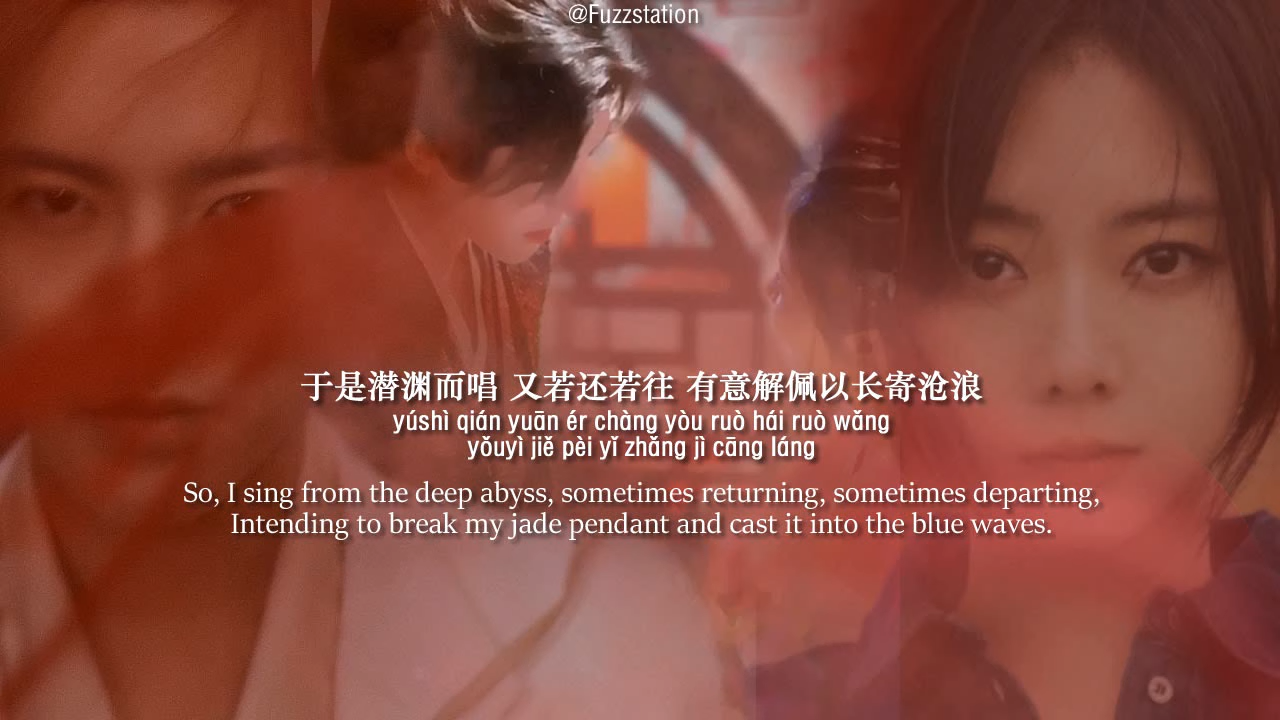 @Fuzzstation
于是潜渊而唱 又若还若往 有意解佩以长寄沧浪
yúshì qián yuān ér chàng yòu ruò hái ruò wǎng
yǒuyì jiě pèi yǐ zhǎng jì cāng láng
So, I sing from the deep abyss, sometimes returning, sometimes departing,
Intending to break my jade pendant and cast it into the blue waves.